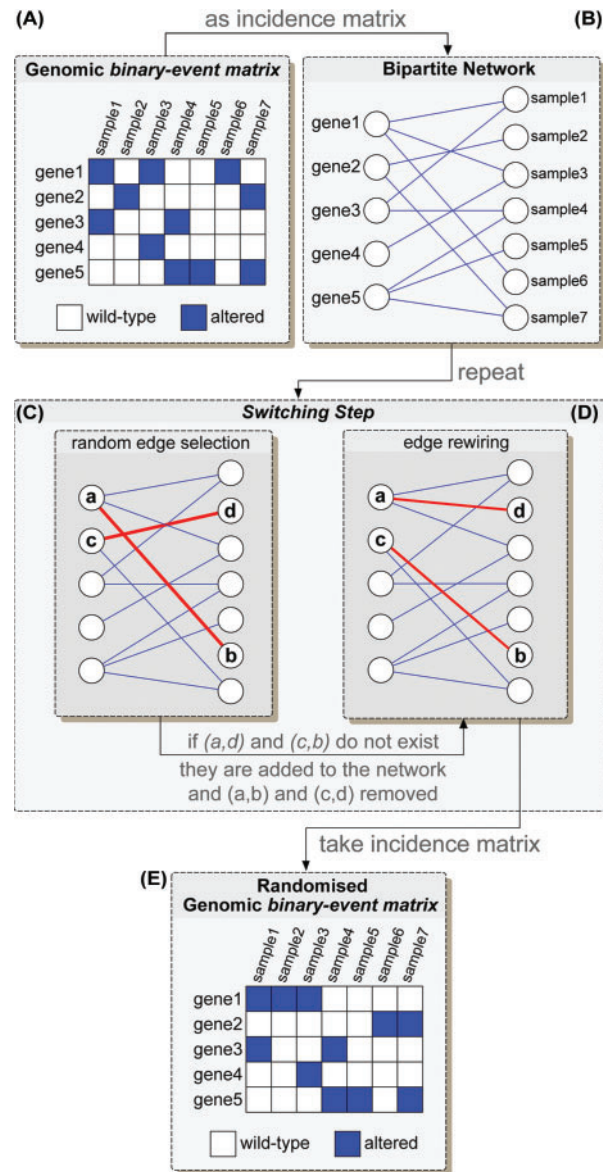 (A)
as incidence matrix
(B)
Genomic binary-event matrix
sample1
sample2
sample3
sample4
sample5
sample6
sample7
gene1
gene2
gene3
gene4
gene5
wild-type
altered
Bipartite Network
gene1
gene2
gene3
gene4
gene5
sample1
sample2
sample3
sample4
sample5
sample6
sample7
repeat
(C)
Switching Step
(D)
random edge selection
a
c
d
b
edge rewiring
a
c
d
b
if (a,d) and (c,b) do not exist
they are added to the network
and (a,b) and (c,d) removed
take incidence matrix
(E)
Randomised
Genomic binary-event matrix
sample1
sample2
sample3
sample4
sample5
sample6
sample7
gene1
gene2
gene3
gene4
gene5
wild-type
altered